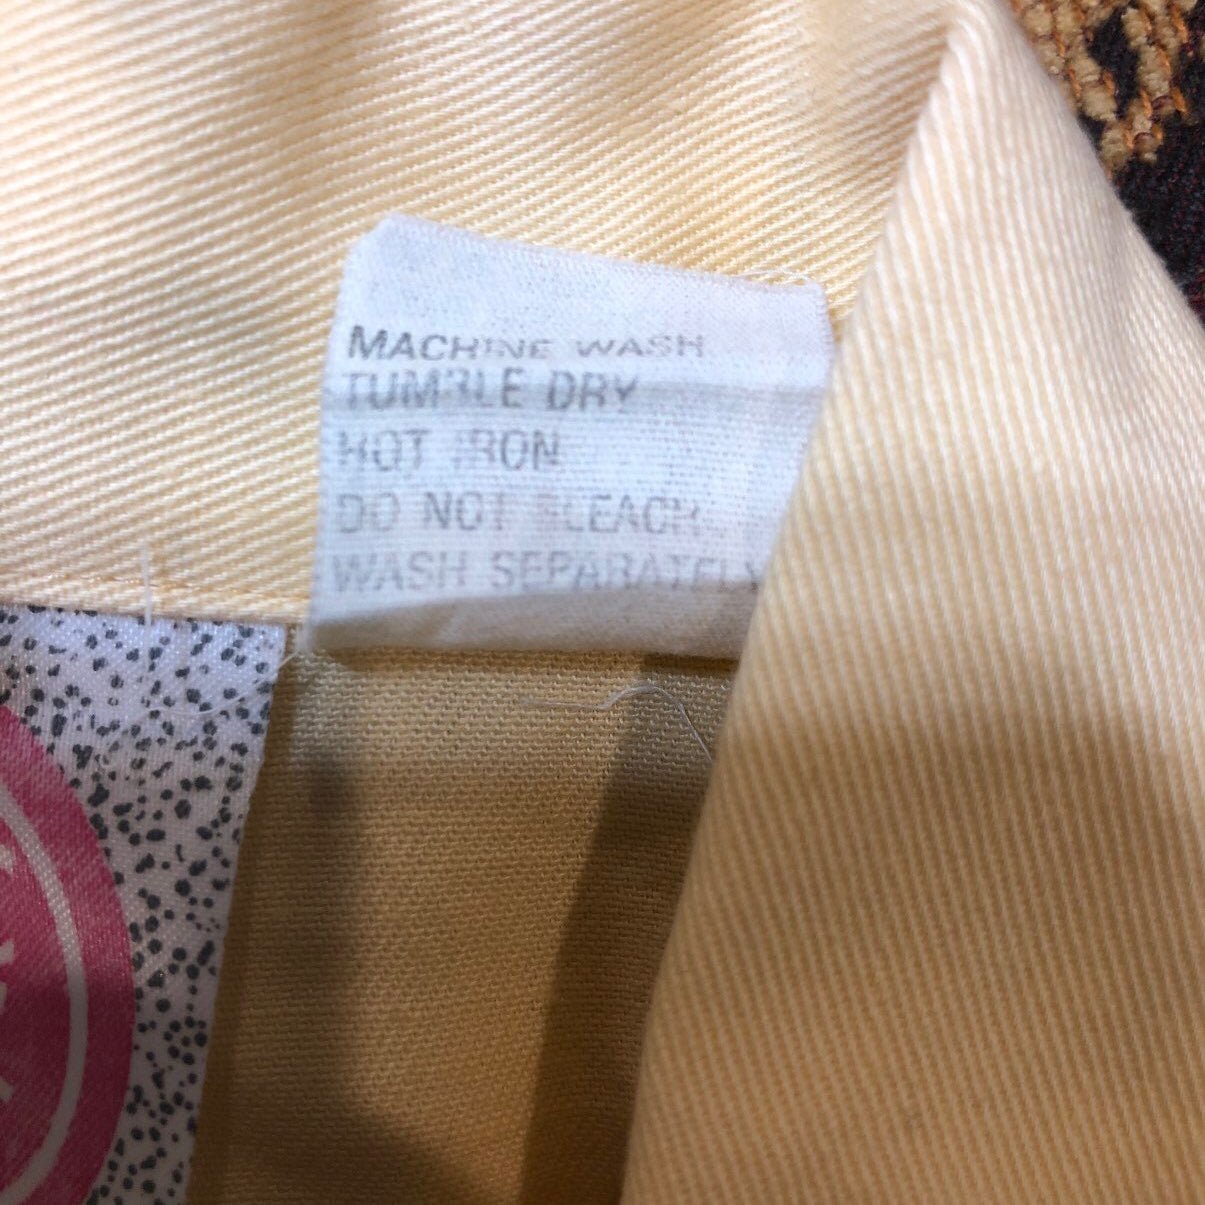 MACHINE WASH
TUMBLE DRY
HOT IRON
DO NOT BLEACH
WASH SEPARATELY